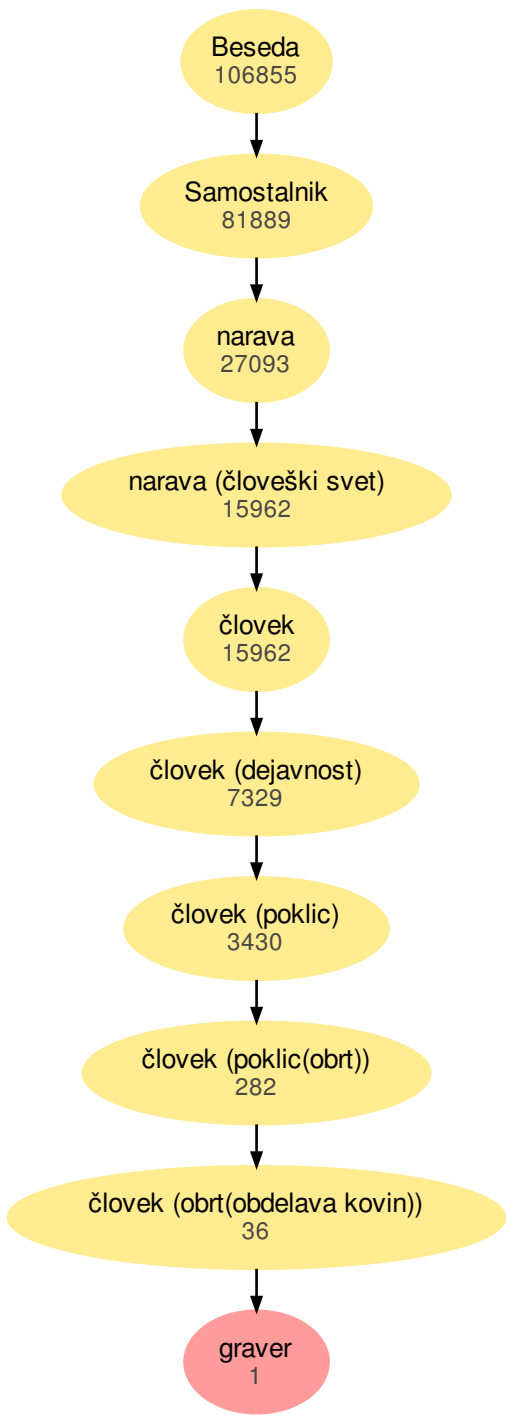 Beseda
106855
Samostalnik
81889
narava
27093
narava (človeški svet)
15962
človek
15962
človek (dejavnost)
7329
človek (poklic)
3430
človek (poklic(obrt))
282
človek (obrt(obdelava kovin))
36
graver
1